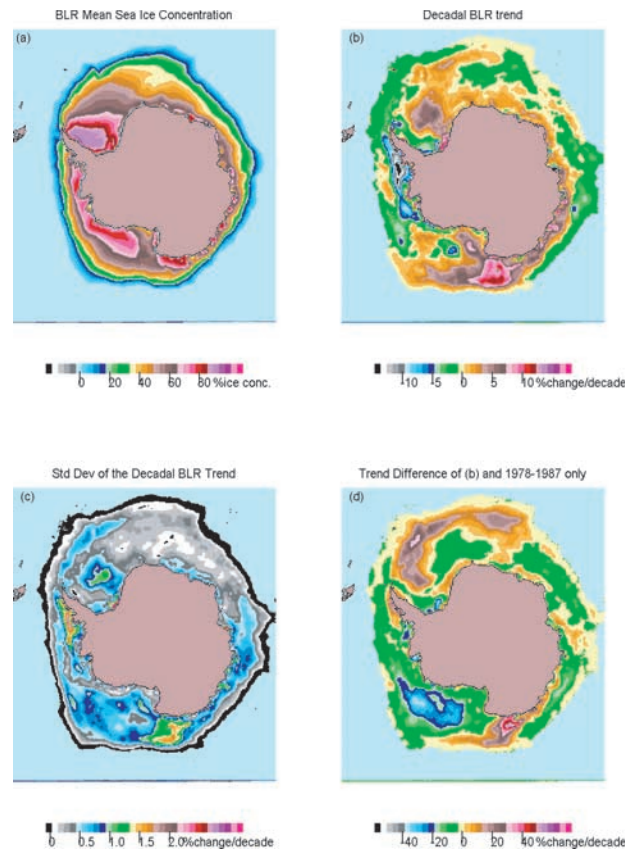 BLR Mean Sea Ice Concentration
(a)
0 20 40 60 80 %ice conc.
Decadal BLR trend
(b)
-10 -5 0 5 10 %change/decade
Std Dev of the Decadal BLR Trend
(c)
0 0.5 1.0 1.5 2.0 %change/decade
Trend Difference of (b) and 1978-1987 only
(d)
-40 -20 0 20 40 %change/decade